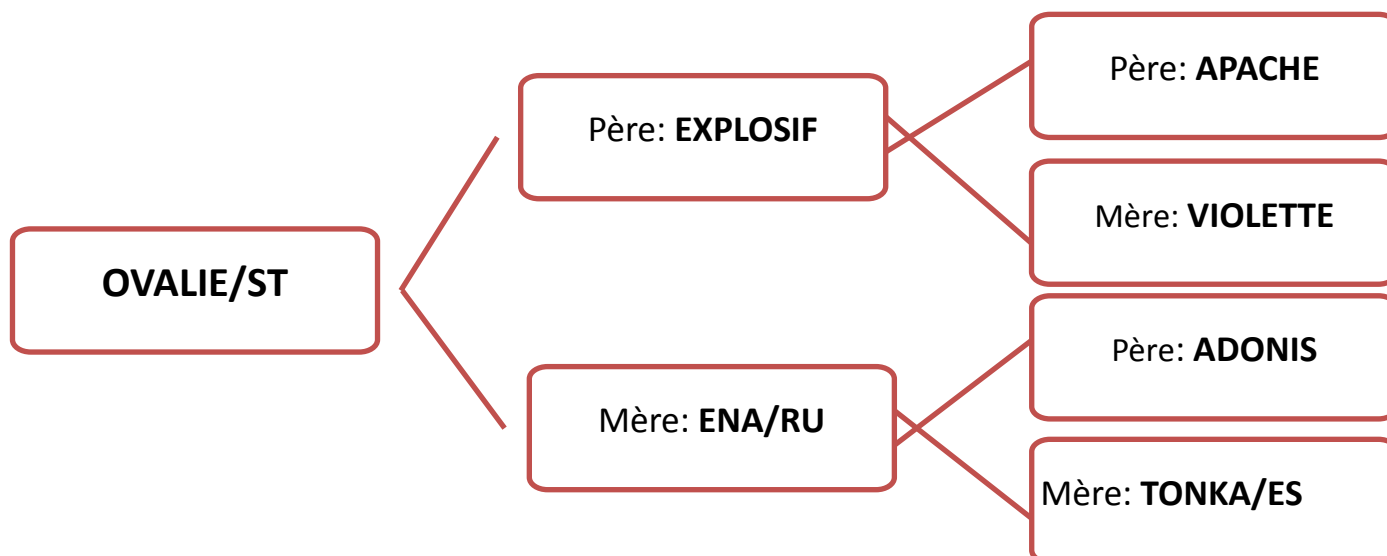 OVALIE/ST
Père: EXPLOSIF
Mère: ENA/RU
Père: APACHE
Mère: VIOLETTE
Père: ADONIS
Mère: TONKA/ES